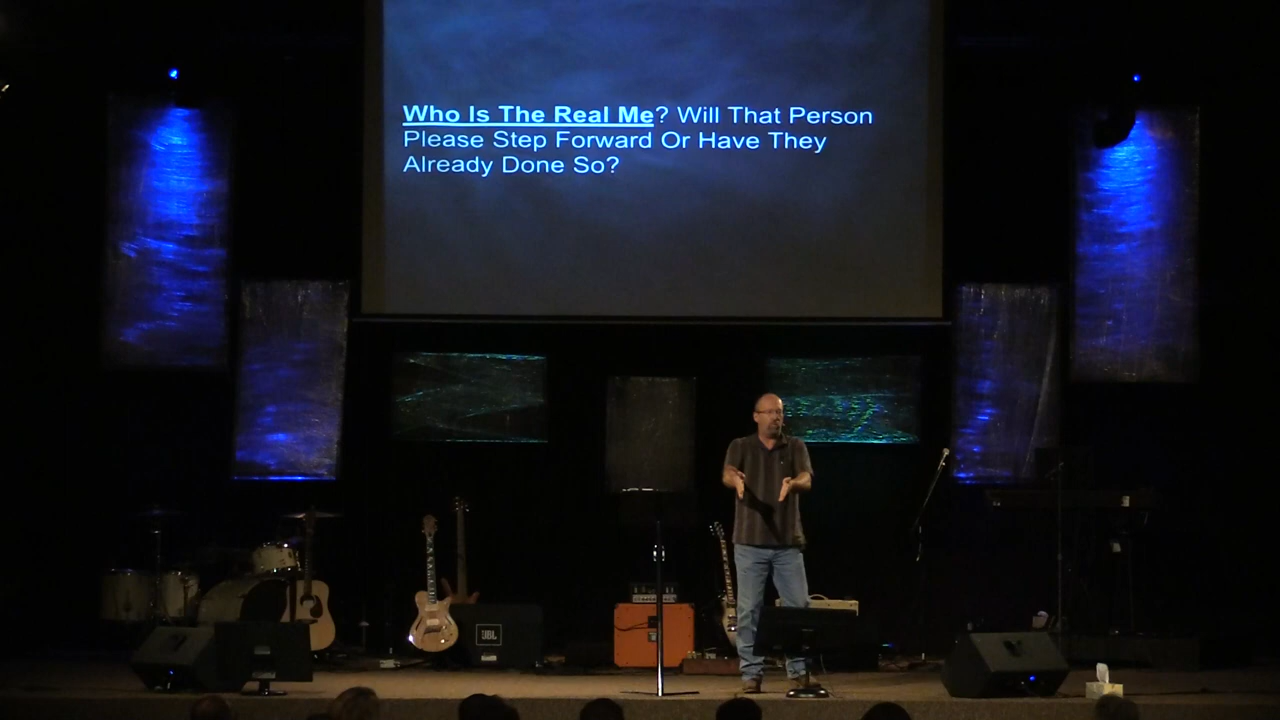 Who Is The Real Me? Will That Person
Please Step Forward Or Have They
Already Done So?
JBL